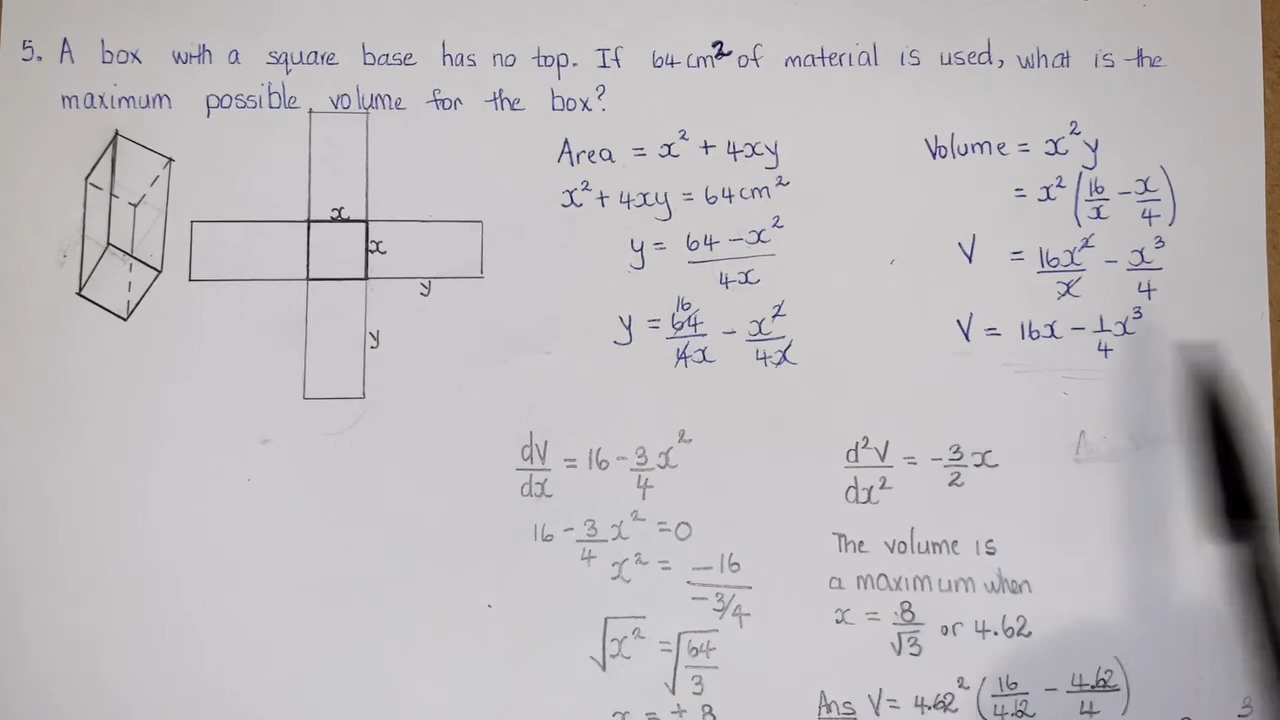 5. A box with a square base has no top. If 64 cm² of material is used, what is the
maximum possible volume for the box?
x
x
y
y
Area = x² + 4xy
x² + 4xy = 64 cm²
y = (64 - x²)/(4x)
y = 64/(4x) - x²/(4x)
16
Volume = x²y
= x² (16/x - x/4)
V = 16x²/x - x³/4
V = 16x - 1/4 x³
dV/dx = 16 - 3/4 x²
16 - 3/4 x² = 0
x² = -16/(-3/4)
√x² = √(64/3)
x = ± 8
d²V/dx² = -3/2 x
The volume is
a maximum when
x = 8/√3 or 4.62
Ans V = 4.62² (16/4.62 - 4.62/4)
3